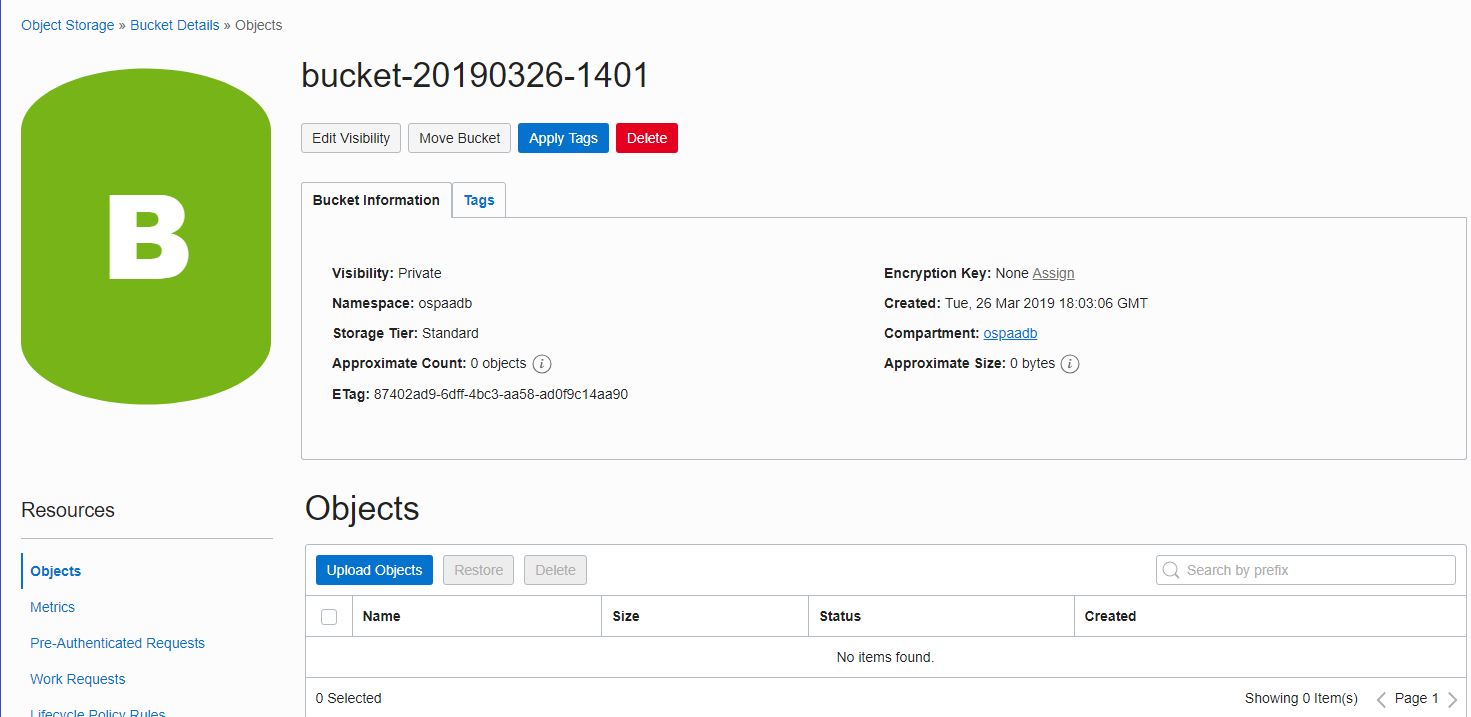 Object Storage » Bucket Details » Objects
B
bucket-20190326-1401
Edit Visibility Move Bucket Apply Tags Delete
Bucket Information Tags
Visibility: Private
Namespace: ospaadb
Storage Tier: Standard
Approximate Count: 0 objects i
ETag: 87402ad9-6dff-4bc3-aa58-ad0f9c14aa90
Encryption Key: None Assign
Created: Tue, 26 Mar 2019 18:03:06 GMT
Compartment: ospaadb
Approximate Size: 0 bytes i
Resources
Objects
Metrics
Pre-Authenticated Requests
Work Requests
Lifecycle Policy Rules
Objects
Upload Objects Restore Delete Search by prefix
Name Size Status Created
No items found.
0 Selected Showing 0 Item(s) Page 1